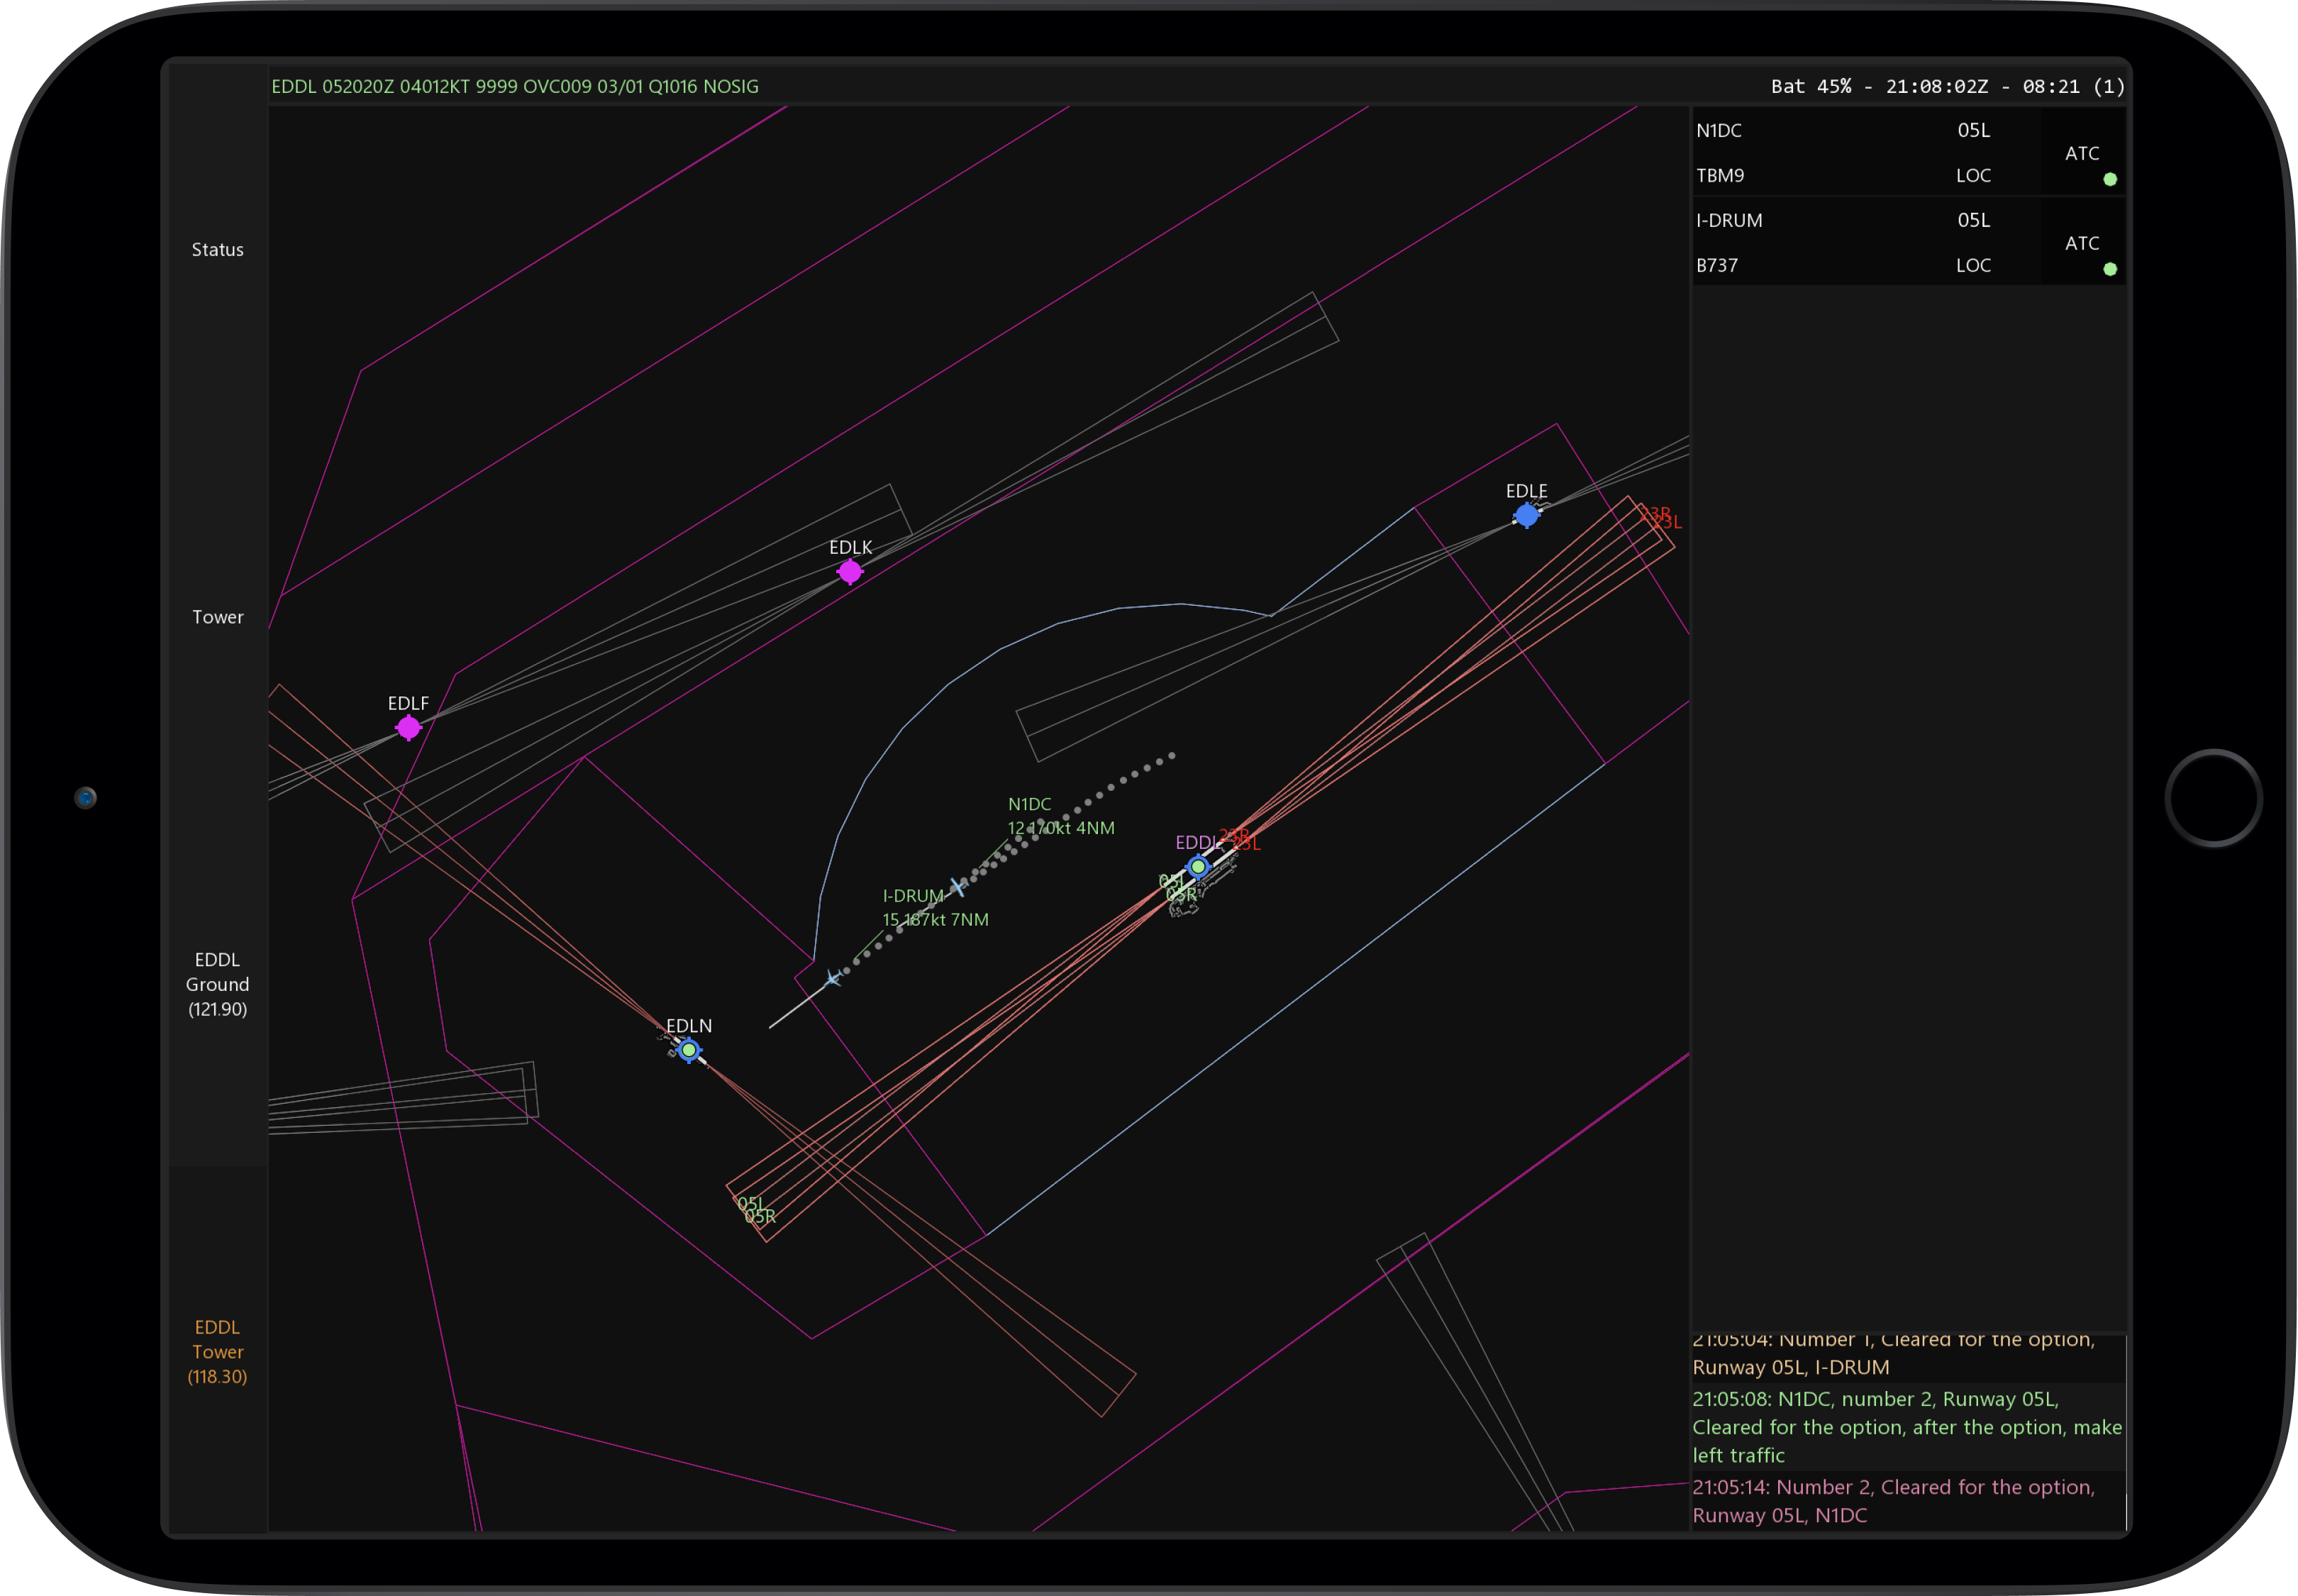 EDDL 052020Z 04012KT 9999 OVC009 03/01 Q1016 NOSIG
Bat 45% - 21:08:02Z - 08:21 (1)
Status
Tower
EDDL
Ground
(121.90)
EDDL
Tower
(118.30)
N1DC 05L
ATC
TBM9 LOC
I-DRUM 05L
ATC
B737 LOC
EDLE
23R
23L
EDLK
EDLF
N1DC
12 170kt 4NM
EDDL
23R
23L
05L
05R
I-DRUM
15 187kt 7NM
EDLN
05L
05R
21:05:04: Number 1, Cleared for the option,
Runway 05L, I-DRUM
21:05:08: N1DC, number 2, Runway 05L,
Cleared for the option, after the option, make
left traffic
21:05:14: Number 2, Cleared for the option,
Runway 05L, N1DC